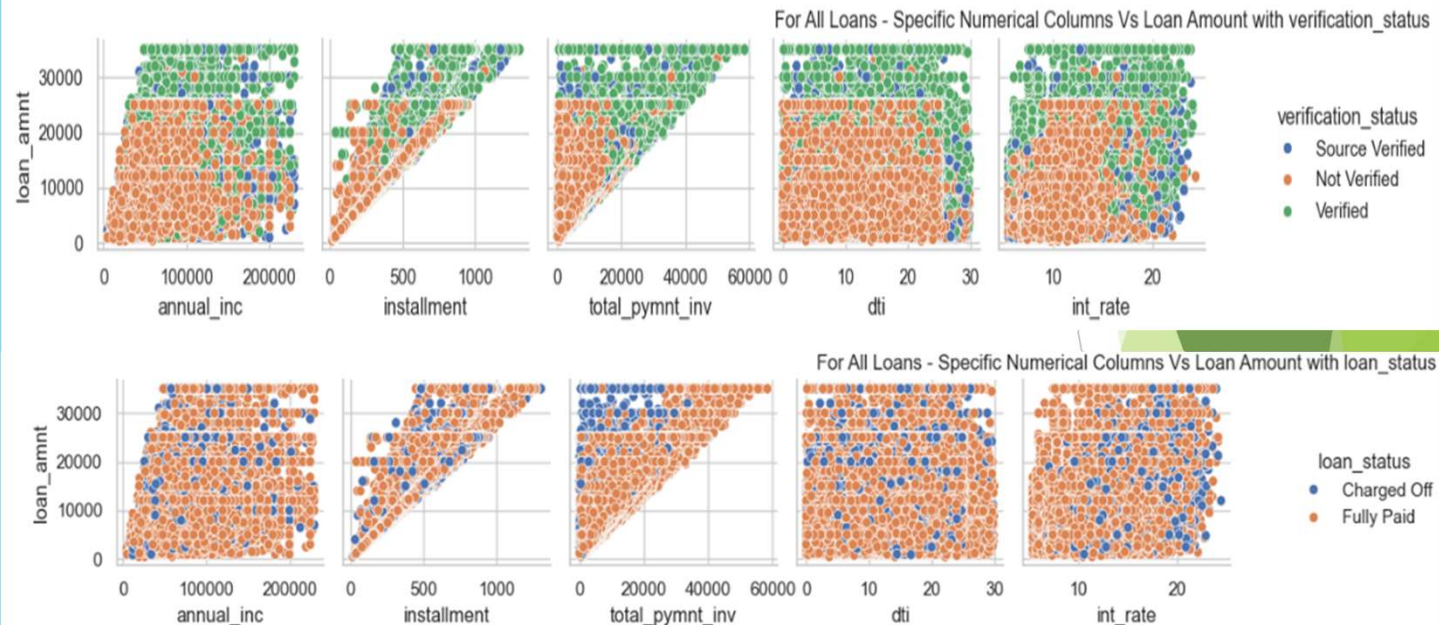 For All Loans - Specific Numerical Columns Vs Loan Amount with verification_status
loan_amnt
30000
20000
10000
0
0 100000 200000
annual_inc
0 500 1000
installment
0 20000 40000 60000
total_pymnt_inv
0 10 20 30
dti
10 20
int_rate
verification_status
Source Verified
Not Verified
Verified
For All Loans - Specific Numerical Columns Vs Loan Amount with loan_status
loan_amnt
30000
20000
10000
0
0 100000 200000
annual_inc
0 500 1000
installment
0 20000 40000 60000
total_pymnt_inv
0 10 20 30
dti
10 20
int_rate
loan_status
Charged Off
Fully Paid